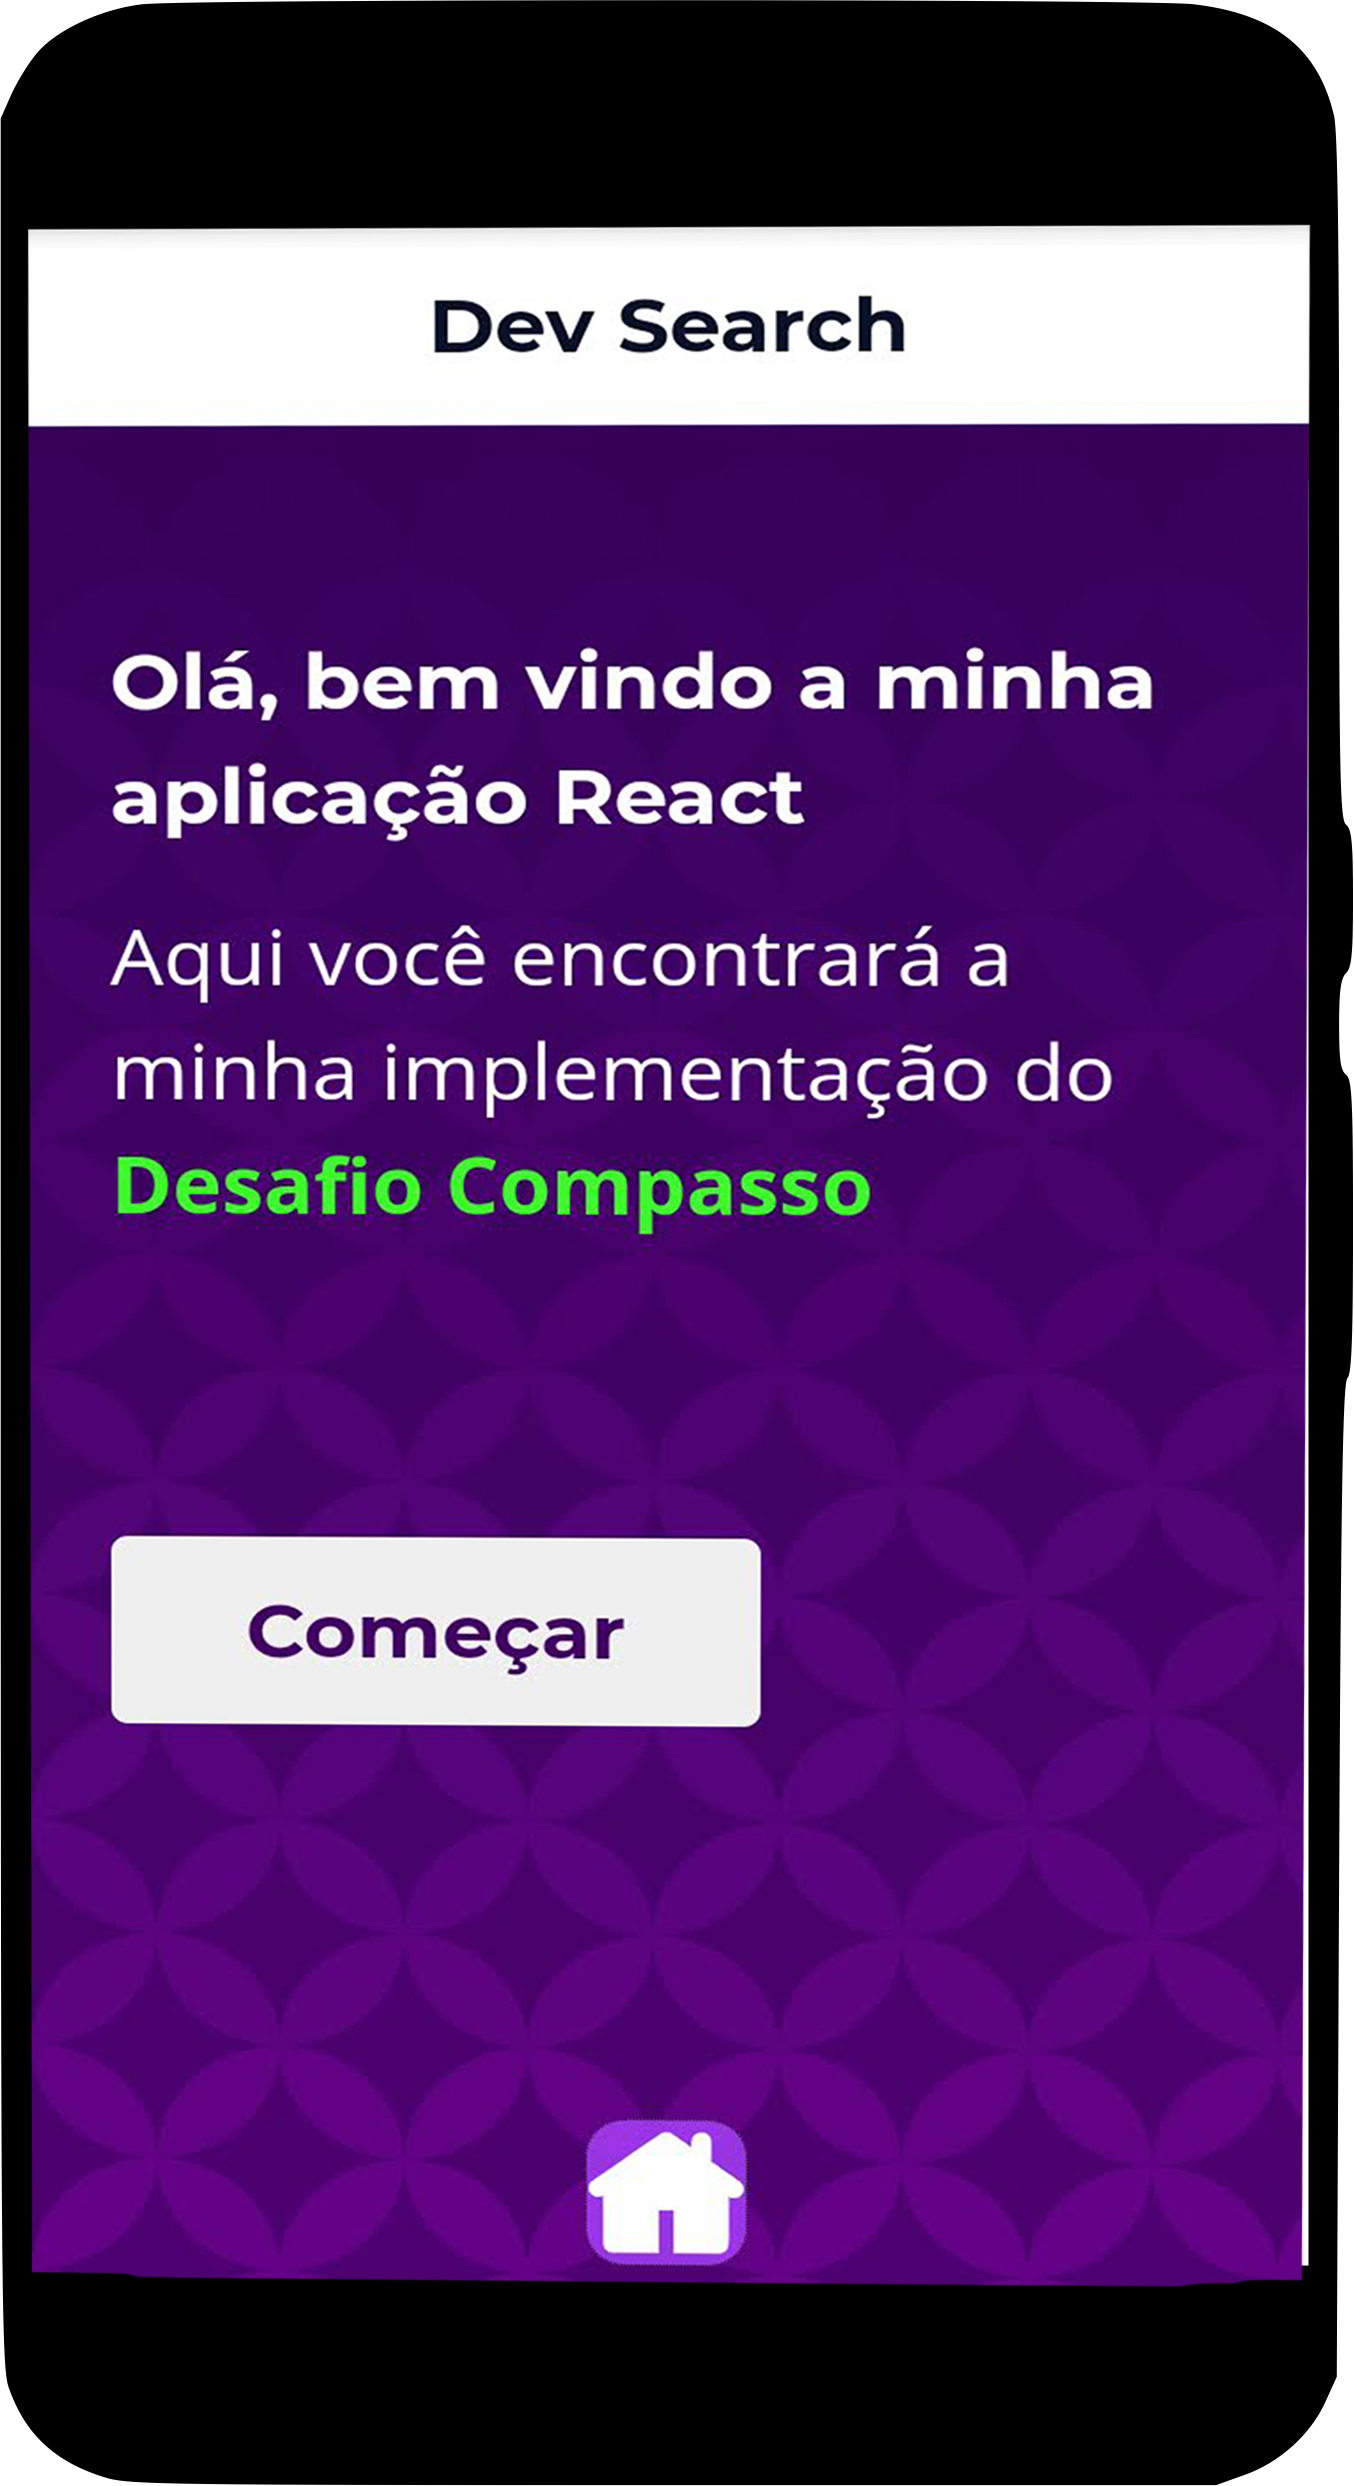 Dev Search
Olá, bem vindo a minha
aplicação React
Aqui você encontrará a
minha implementação do
Desafio Compasso
Começar